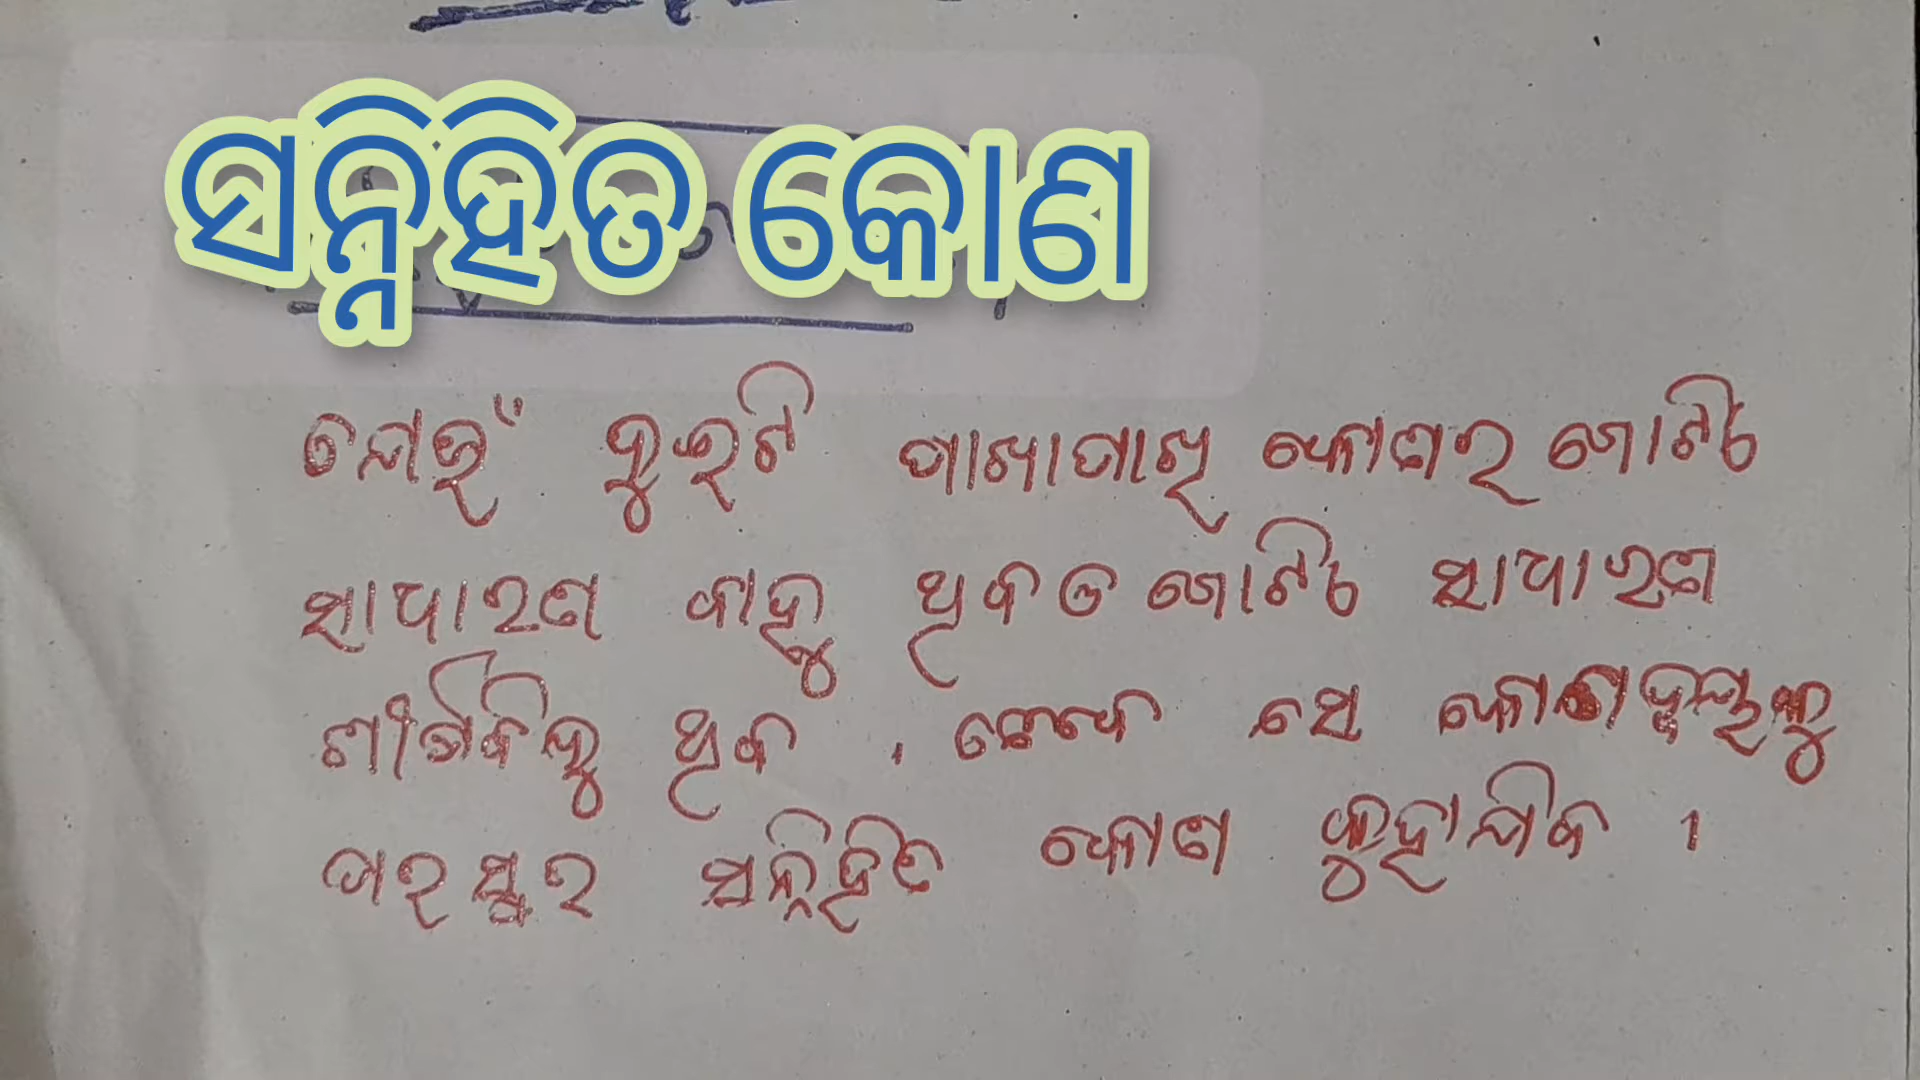 ସନ୍ନିହିତ କୋଣ
ଯେଉଁ ଦୁଇଟି ପାଖାପାଖି କୋଣର ଗୋଟିଏ
ସାଧାରଣ ବାହୁ ଥିବ ଓ ଗୋଟିଏ ସାଧାରଣ
ଶୀର୍ଷବିନ୍ଦୁ ଥିବ , ତେବେ ସେ କୋଣଦ୍ୱୟକୁ
ପରସ୍ପର ସନ୍ନିହିତ କୋଣ କୁହାଯିବ ।